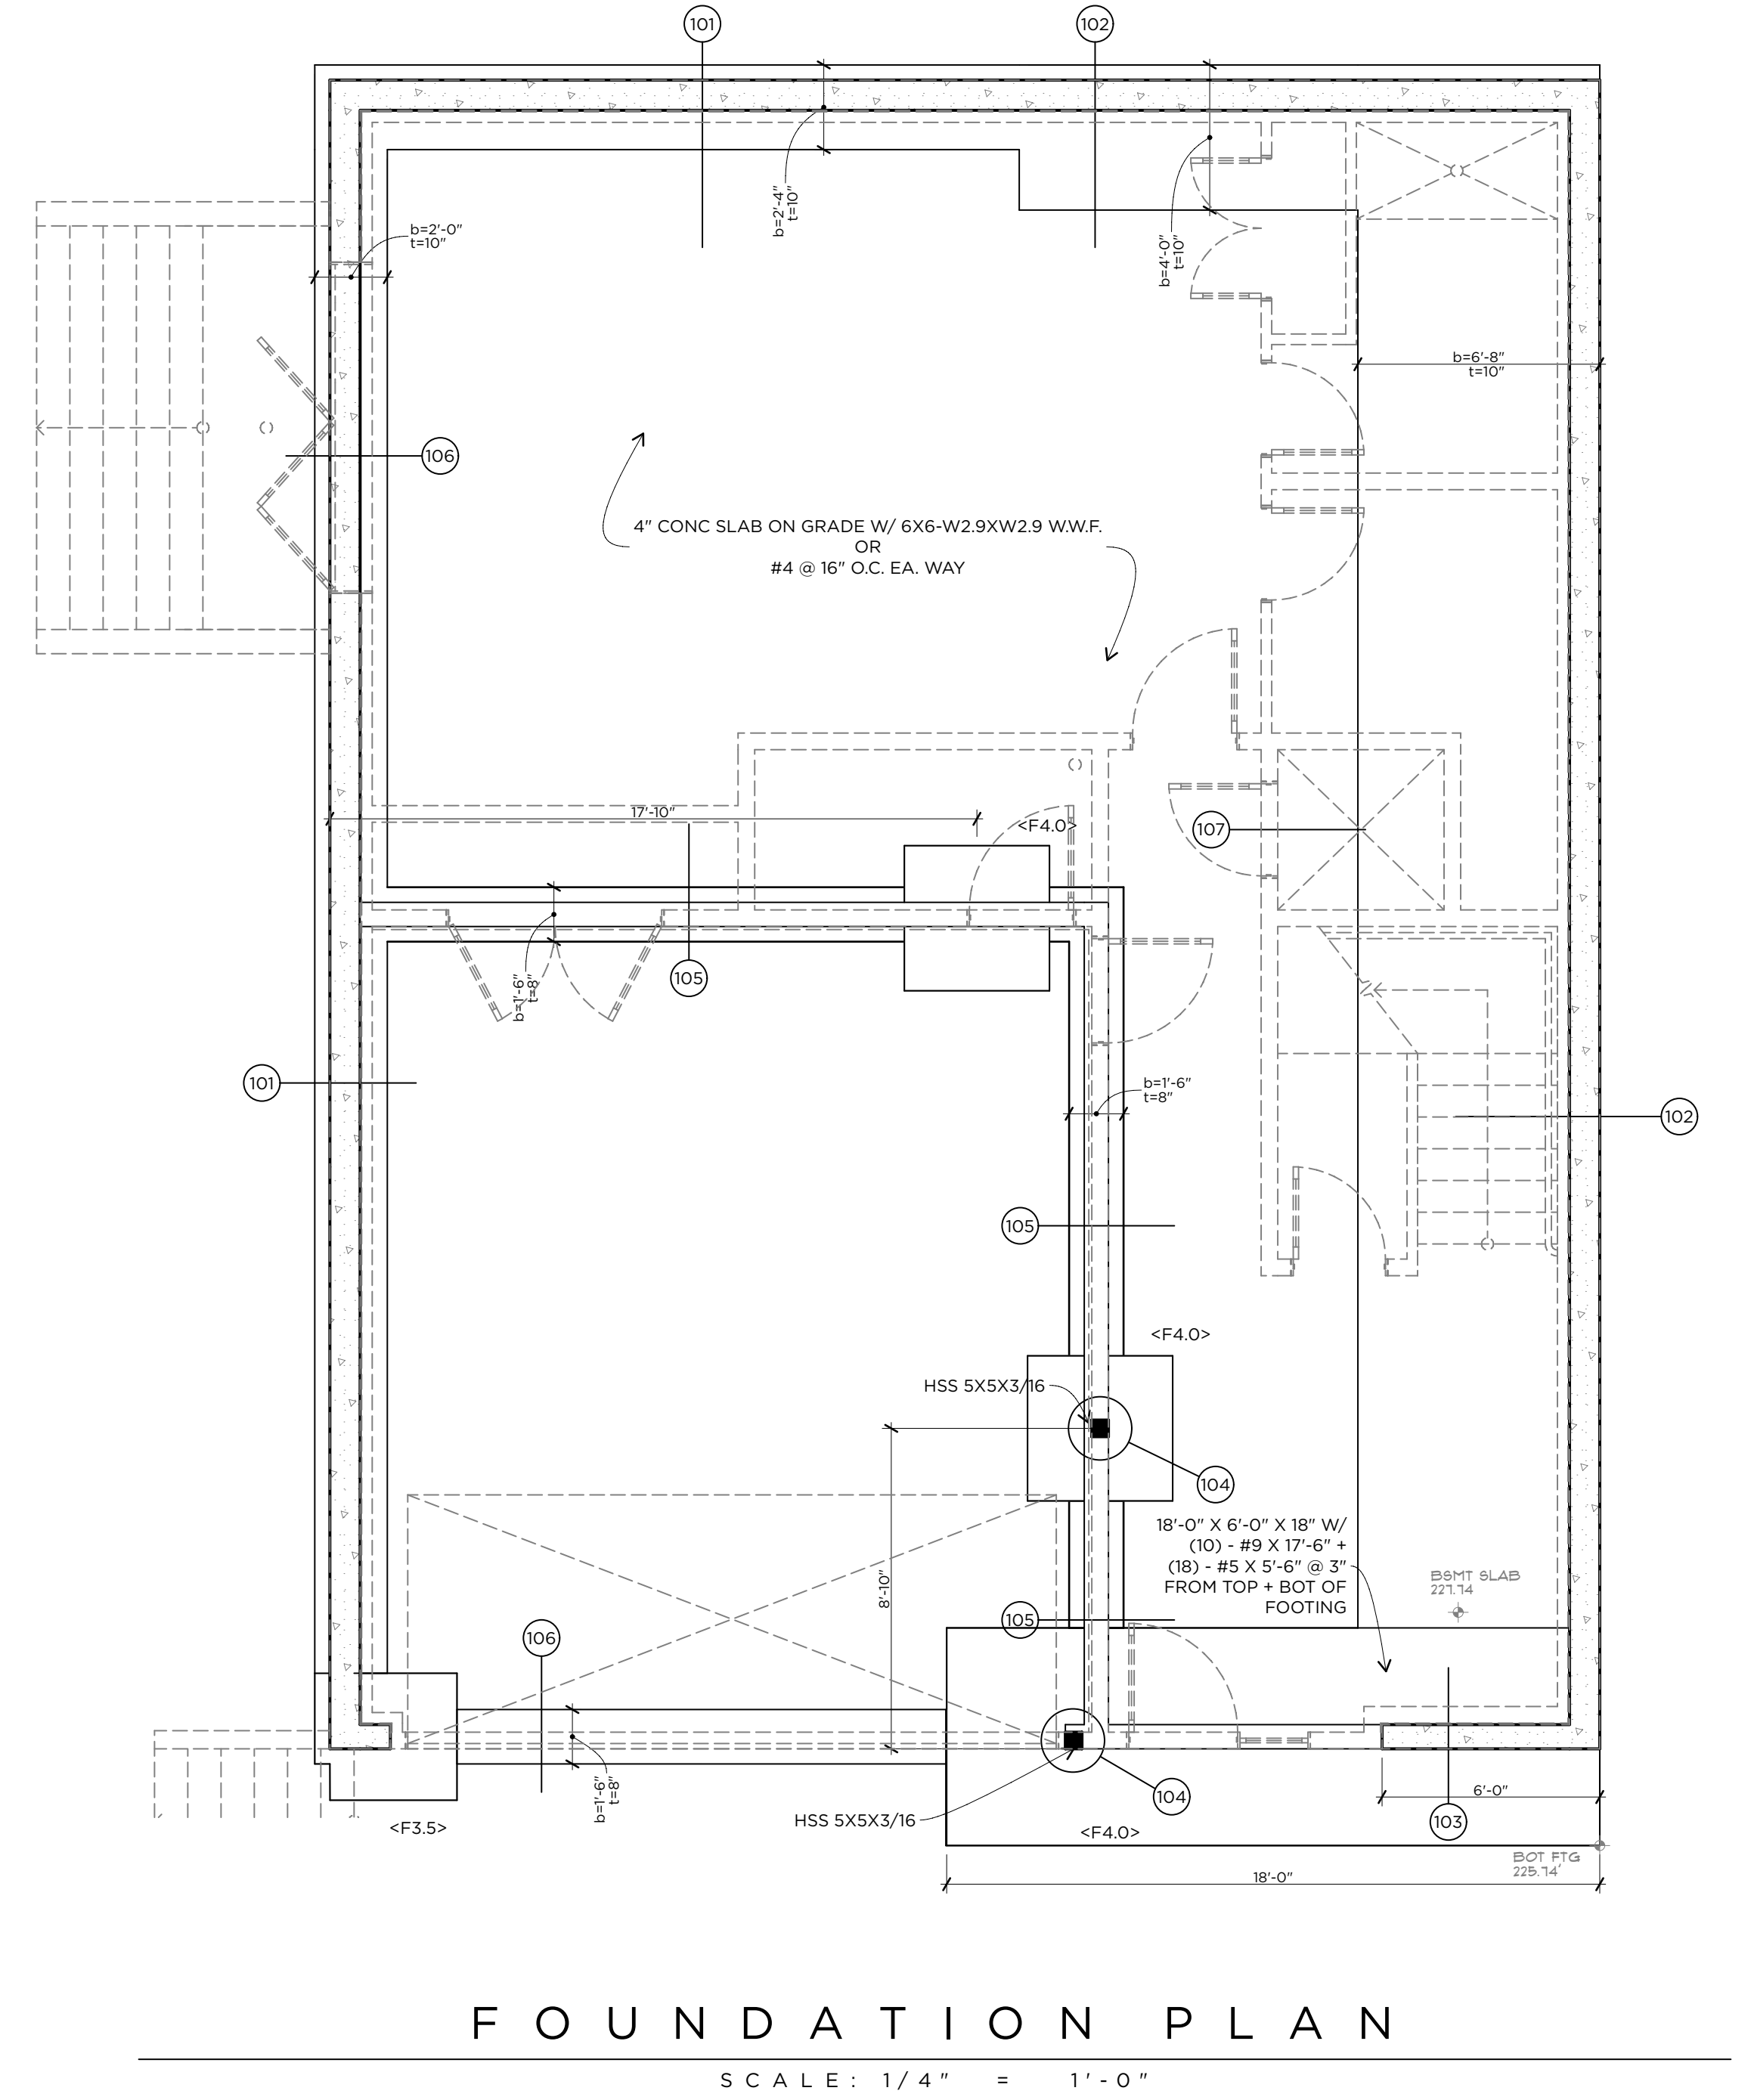 101
102
b=2'-4"
t=10"
b=4'-0"
t=10"
b=2'-0"
t=10"
b=6'-8"
t=10"
106
4" CONC SLAB ON GRADE W/ 6X6-W2.9XW2.9 W.W.F.
OR
#4 @ 16" O.C. EA. WAY
17'-10"
<F4.0>
107
b=1'-6"
t=8"
105
101
b=1'-6"
t=8"
102
105
<F4.0>
HSS 5X5X3/16
104
18'-0" X 6'-0" X 18" W/
(10) - #9 X 17'-6" +
(18) - #5 X 5'-6" @ 3"
FROM TOP + BOT OF
FOOTING
BSMT SLAB
227.74
8'-10"
105
106
b=1'-6"
t=8"
6'-0"
104
HSS 5X5X3/16
103
<F3.5>
<F4.0>
BOT FTG
225.74'
18'-0"
FOUNDATION PLAN
SCALE: 1/4" = 1'-0"